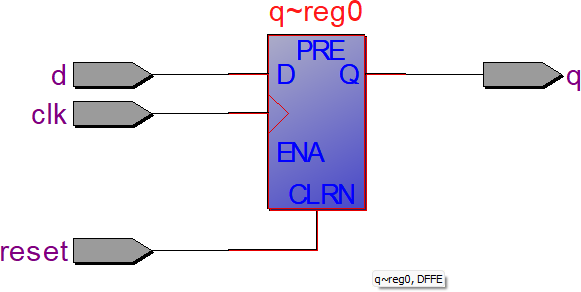 q~reg0
PRE
d
D
Q
q
clk
ENA
CLRN
reset
q~reg0, DFFE